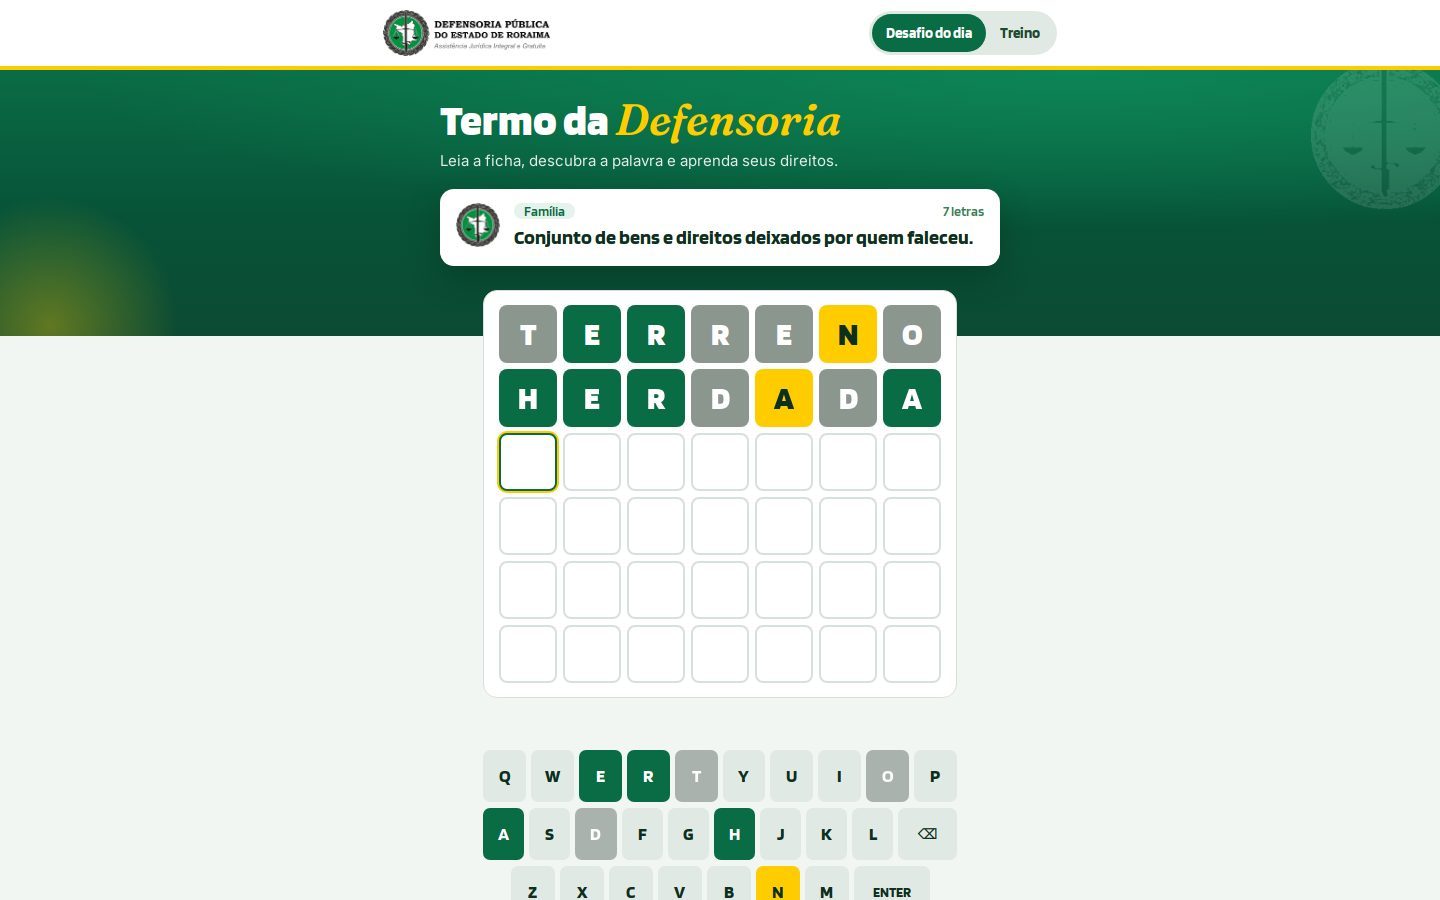 DEFENSORIA PÚBLICA
DO ESTADO DE RORAIMA
Assistência Jurídica Integral e Gratuita
Desafio do dia
Treino
Termo da Defensoria
Leia a ficha, descubra a palavra e aprenda seus direitos.
Família
7 letras
Conjunto de bens e direitos deixados por quem faleceu.
T E R R E N O
H E R D A D A
Q W E R T Y U I O P
A S D F G H J K L ⌫
Z X C V B N M ENTER